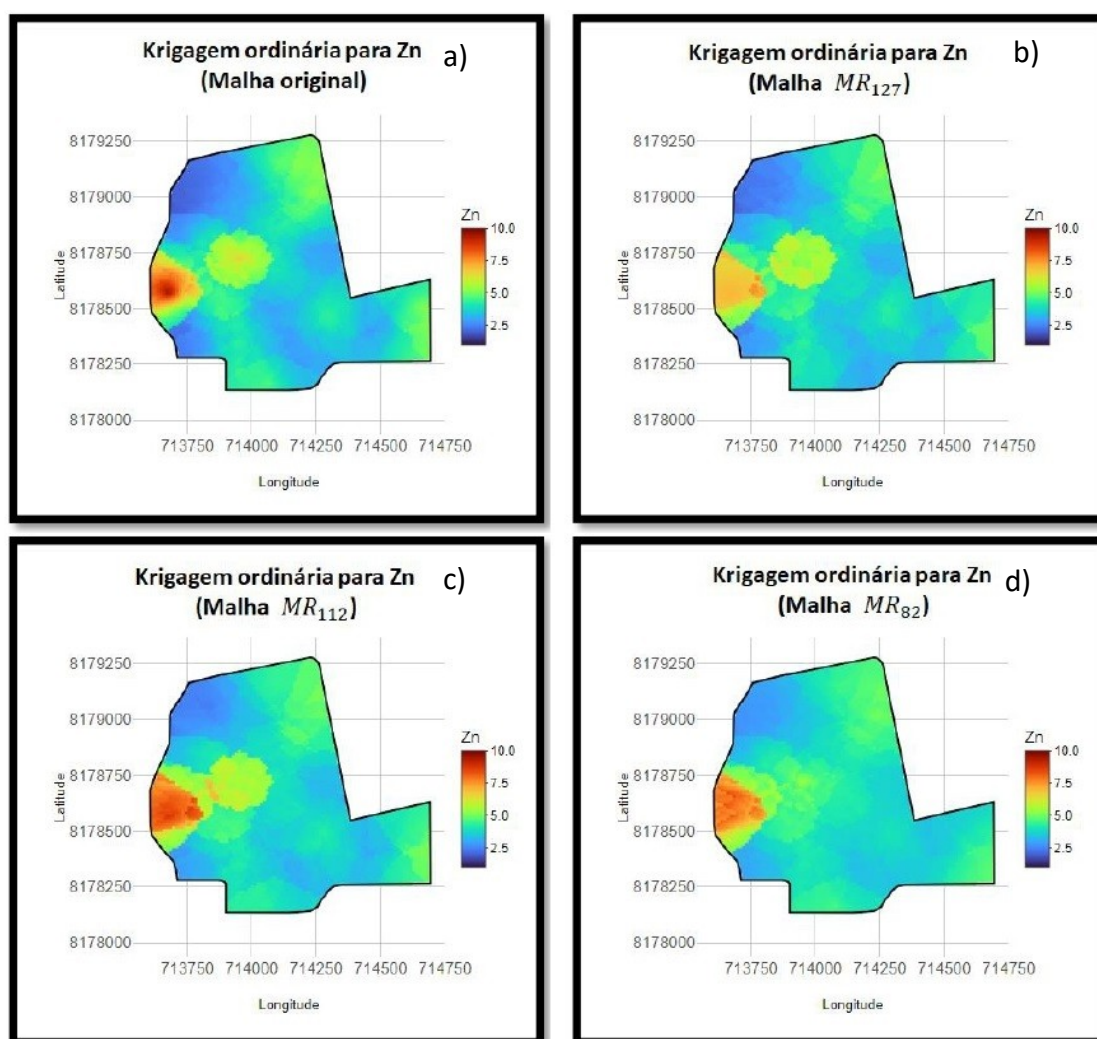 Krigagem ordinária para Zn
(Malha original)
a)
8179250
8179000
8178750
8178500
8178250
8178000
Latitude
713750 714000 714250 714500 714750
Longitude
Zn
10.0
7.5
5.0
2.5
Krigagem ordinária para Zn
(Malha MR₁₂₇)
b)
8179250
8179000
8178750
8178500
8178250
8178000
Latitude
713750 714000 714250 714500 714750
Longitude
Zn
10.0
7.5
5.0
2.5
Krigagem ordinária para Zn
(Malha MR₁₁₂)
c)
8179250
8179000
8178750
8178500
8178250
8178000
Latitude
713750 714000 714250 714500 714750
Longitude
Zn
10.0
7.5
5.0
2.5
Krigagem ordinária para Zn
(Malha MR₈₂)
d)
8179250
8179000
8178750
8178500
8178250
8178000
Latitude
713750 714000 714250 714500 714750
Longitude
Zn
10.0
7.5
5.0
2.5